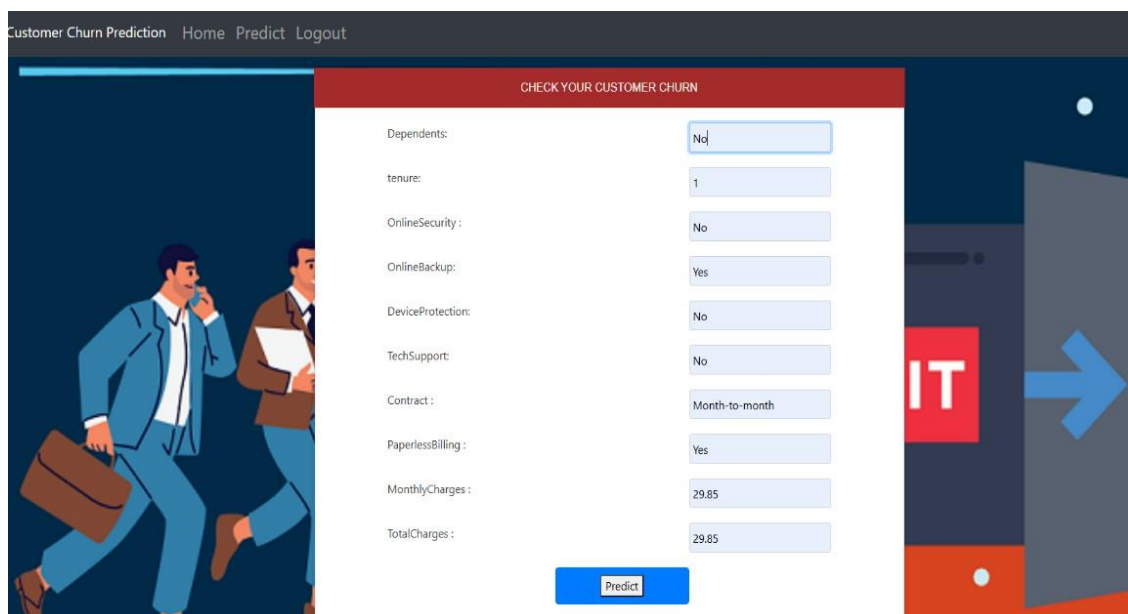 Customer Churn Prediction Home Predict Logout
CHECK YOUR CUSTOMER CHURN
Dependents: No
tenure: 1
OnlineSecurity : No
OnlineBackup: Yes
DeviceProtection: No
TechSupport: No
Contract : Month-to-month
PaperlessBilling : Yes
MonthlyCharges : 29.85
TotalCharges : 29.85
IT
Predict